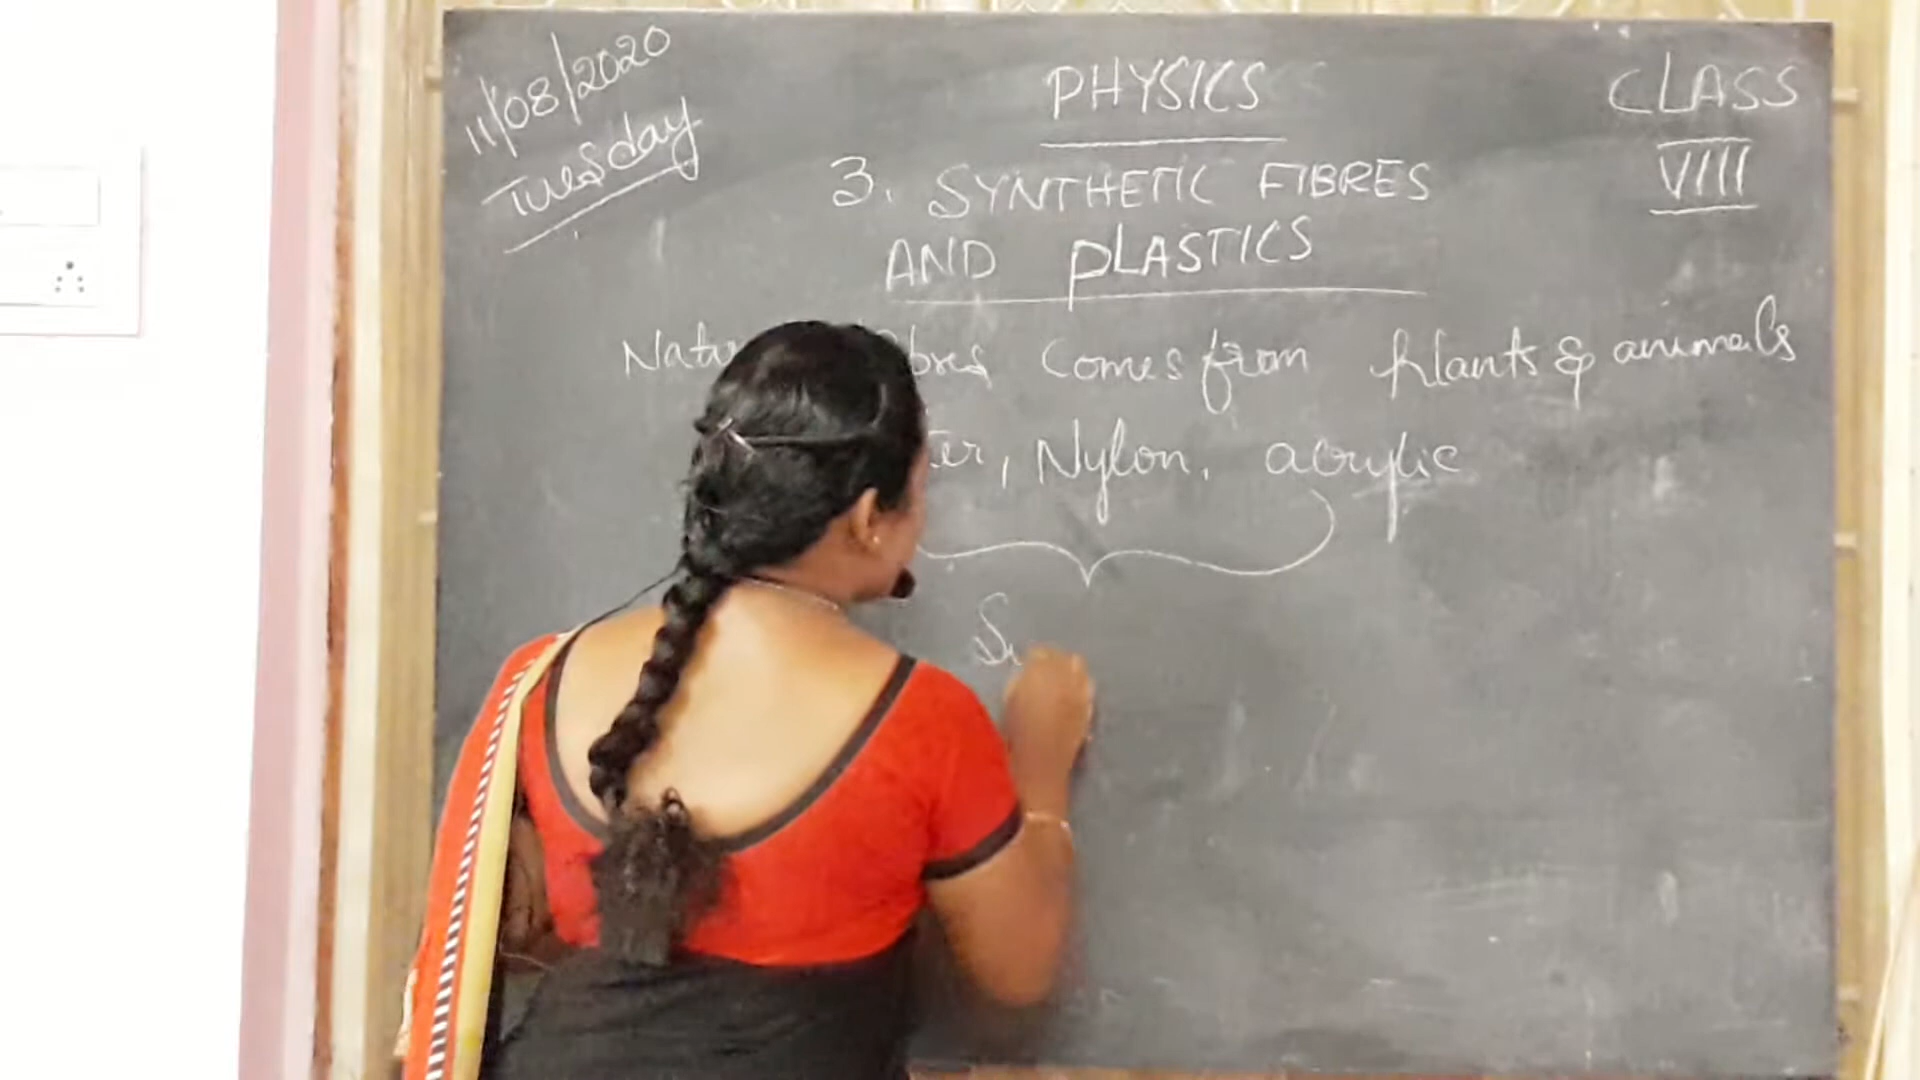 11/08/2020
Tuesday
PHYSICS
CLASS
VIII
3. SYNTHETIC FIBRES
AND PLASTICS
comes from plants & animals
, Nylon, acrylic